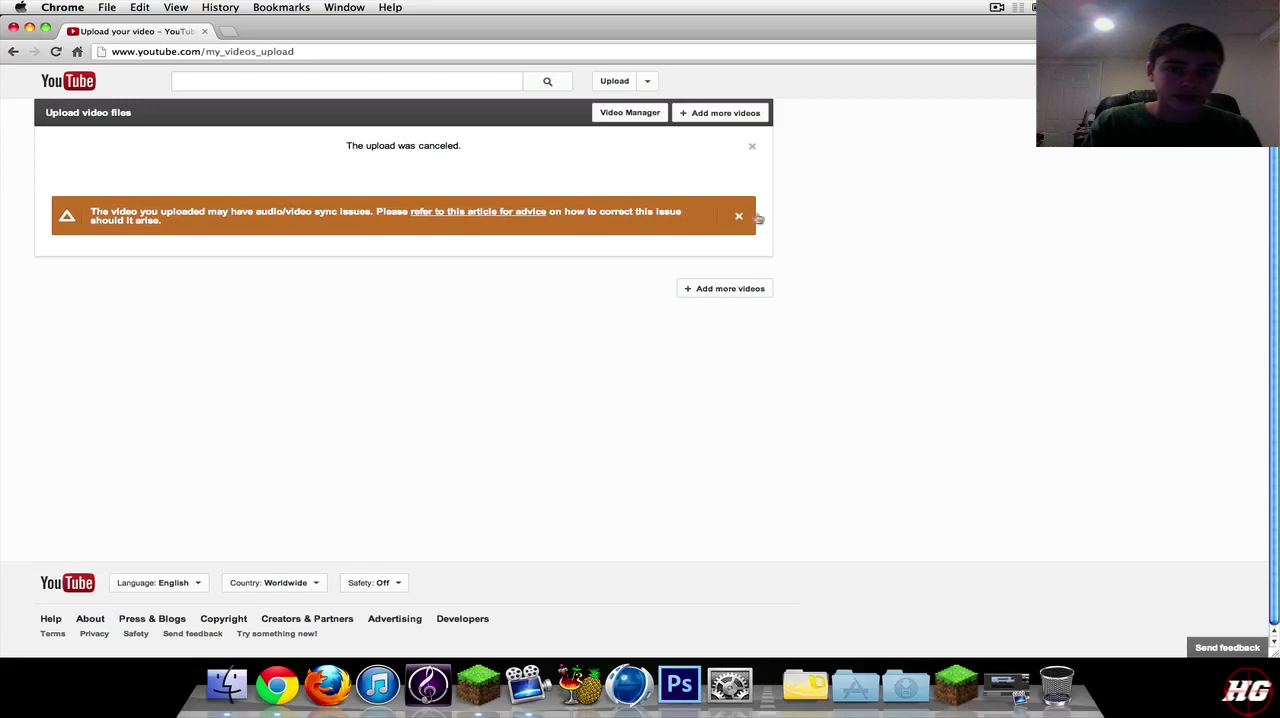 Chrome File Edit View History Bookmarks Window Help
Upload your video – YouTub
www.youtube.com/my_videos_upload
YouTube
Upload
Upload video files
Video Manager
+ Add more videos
The upload was canceled.
The video you uploaded may have audio/video sync issues. Please refer to this article for advice on how to correct this issue
should it arise.
+ Add more videos
YouTube
Language: English
Country: Worldwide
Safety: Off
Help About Press & Blogs Copyright Creators & Partners Advertising Developers
Terms Privacy Safety Send feedback Try something new!
Send feedback
Ps
HG